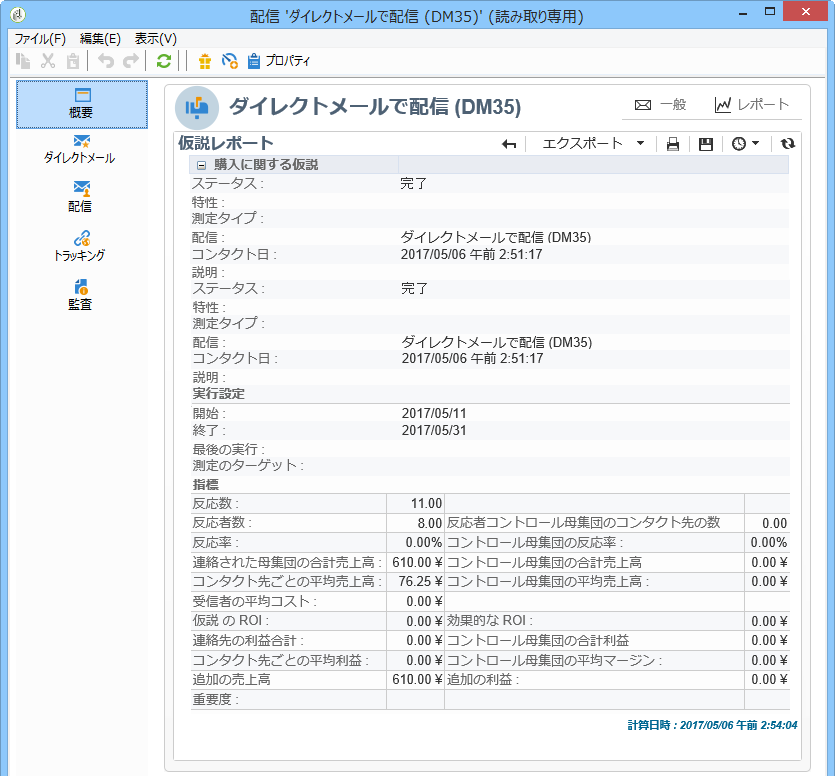 配信 'ダイレクトメールで配信 (DM35)' (読み取り専用)
ファイル(F) 編集(E) 表示(V)
プロパティ
概要
ダイレクトメール
配信
トラッキング
監査
ダイレクトメールで配信 (DM35)
一般 レポート
仮説レポート エクスポート
購入に関する仮説
ステータス : 完了
特性 :
測定タイプ :
配信 : ダイレクトメールで配信 (DM35)
コンタクト日 : 2017/05/06 午前 2:51:17
説明 :
ステータス : 完了
特性 :
測定タイプ :
配信 : ダイレクトメールで配信 (DM35)
コンタクト日 : 2017/05/06 午前 2:51:17
説明 :
実行設定
開始 : 2017/05/11
終了 : 2017/05/31
最後の実行 :
測定のターゲット :
指標
反応数 : 11.00
反応者数 : 8.00 反応者コントロール母集団のコンタクト先の数 0.00
反応率 : 0.00% コントロール母集団の反応率 : 0.00%
連絡された母集団の合計売上高 : 610.00 ¥ コントロール母集団の合計売上高 0.00 ¥
コンタクト先ごとの平均売上高 : 76.25 ¥ コントロール母集団の平均売上高 : 0.00 ¥
受信者の平均コスト : 0.00 ¥
仮説 の ROI : 0.00 ¥ 効果的な ROI : 0.00 ¥
連絡先の利益合計 : 0.00 ¥ コントロール母集団の合計利益 0.00 ¥
コンタクト先ごとの平均利益 : 0.00 ¥ コントロール母集団の平均マージン : 0.00 ¥
追加の売上高 610.00 ¥ 追加の利益 : 0.00 ¥
重要度 :
計算日時 : 2017/05/06 午前 2:54:04